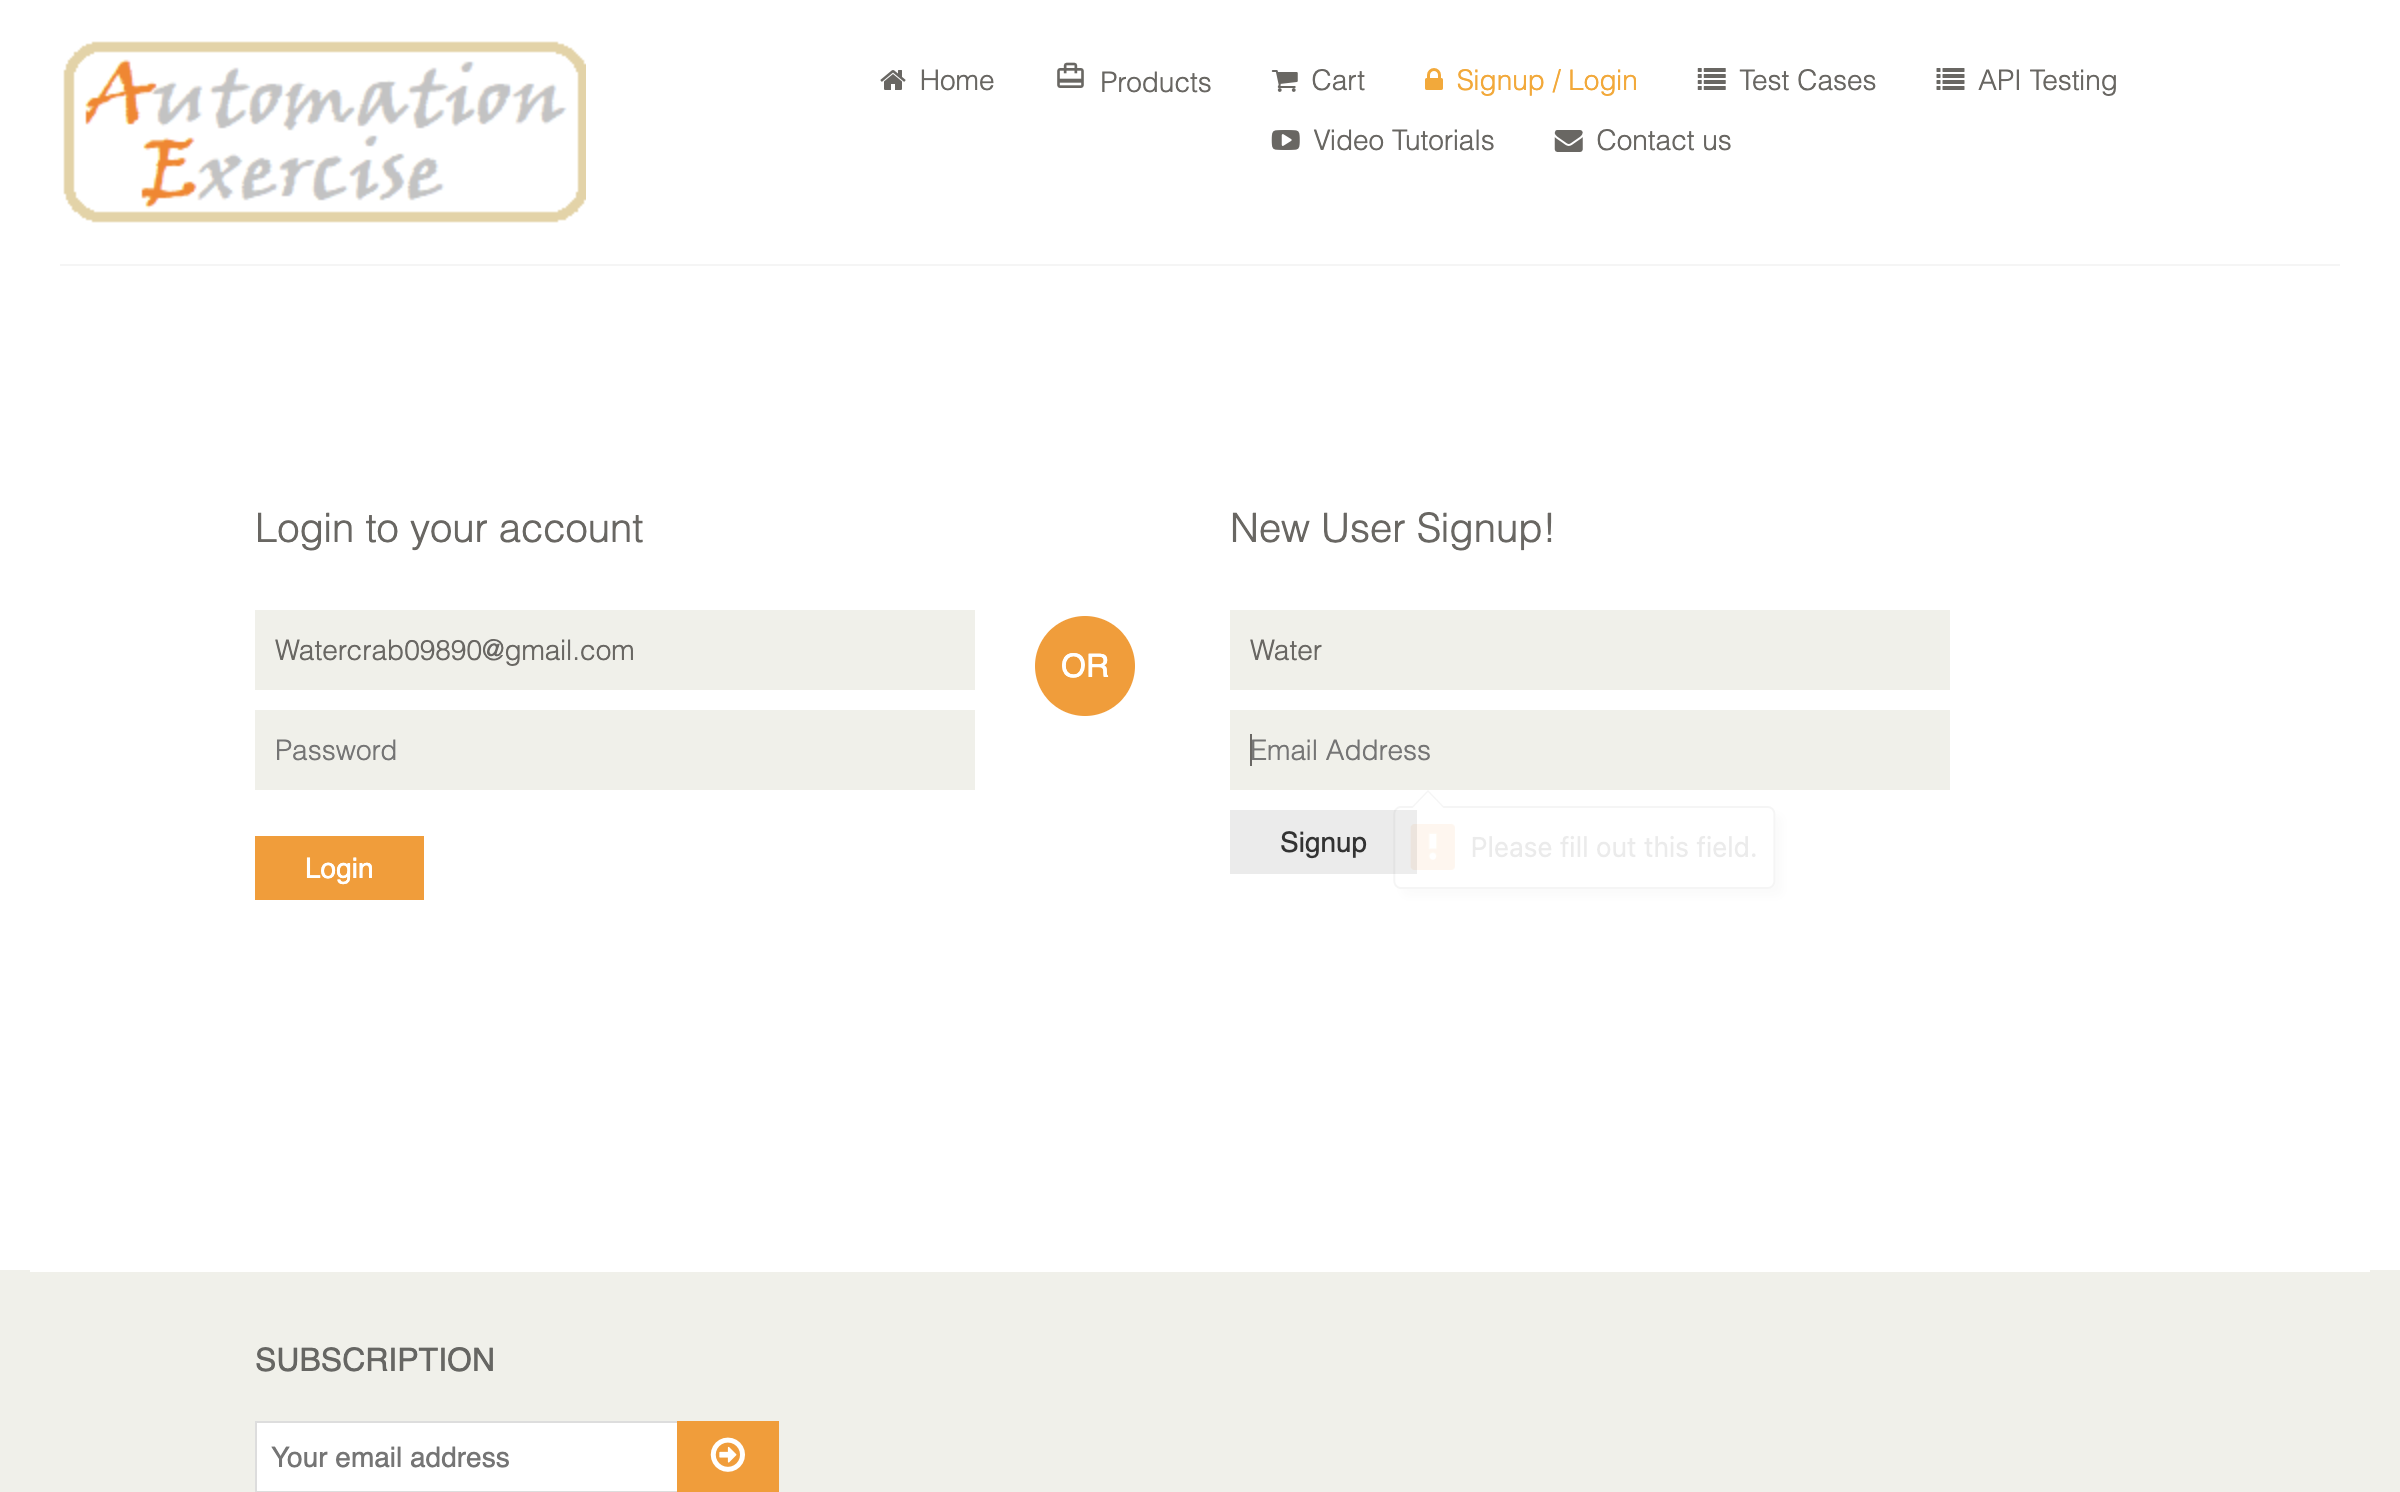 Automation
Exercise
Home
Products
Cart
Signup / Login
Test Cases
API Testing
Video Tutorials
Contact us
Login to your account
Watercrab09890@gmail.com
Password
Login
OR
New User Signup!
Water
Email Address
Signup
Please fill out this field.
SUBSCRIPTION
Your email address